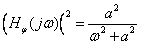 (H_φ(jω))² = a² / (ω² + a²)